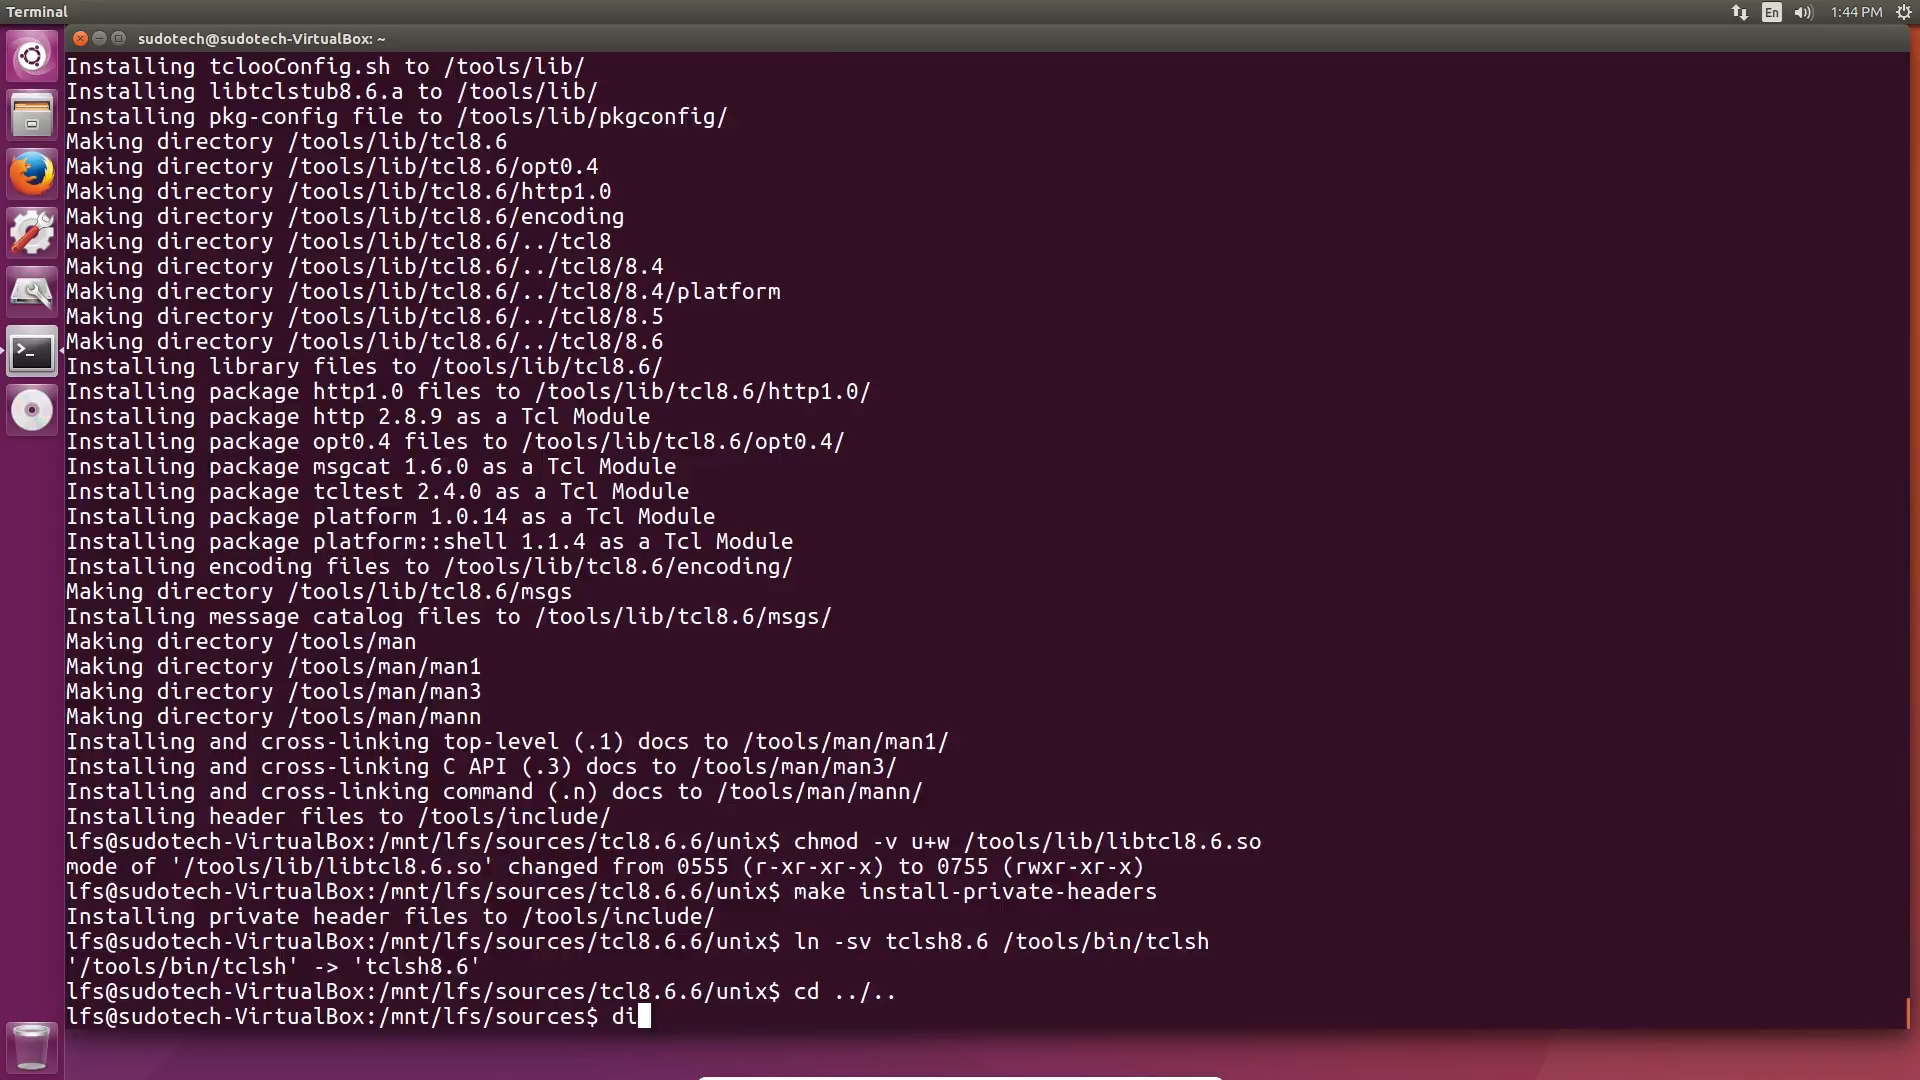 Terminal
En
1:44 PM
sudotech@sudotech-VirtualBox: ~
Installing tclooConfig.sh to /tools/lib/
Installing libtclstub8.6.a to /tools/lib/
Installing pkg-config file to /tools/lib/pkgconfig/
Making directory /tools/lib/tcl8.6
Making directory /tools/lib/tcl8.6/opt0.4
Making directory /tools/lib/tcl8.6/http1.0
Making directory /tools/lib/tcl8.6/encoding
Making directory /tools/lib/tcl8.6/../tcl8
Making directory /tools/lib/tcl8.6/../tcl8/8.4
Making directory /tools/lib/tcl8.6/../tcl8/8.4/platform
Making directory /tools/lib/tcl8.6/../tcl8/8.5
Making directory /tools/lib/tcl8.6/../tcl8/8.6
Installing library files to /tools/lib/tcl8.6/
Installing package http1.0 files to /tools/lib/tcl8.6/http1.0/
Installing package http 2.8.9 as a Tcl Module
Installing package opt0.4 files to /tools/lib/tcl8.6/opt0.4/
Installing package msgcat 1.6.0 as a Tcl Module
Installing package tcltest 2.4.0 as a Tcl Module
Installing package platform 1.0.14 as a Tcl Module
Installing package platform::shell 1.1.4 as a Tcl Module
Installing encoding files to /tools/lib/tcl8.6/encoding/
Making directory /tools/lib/tcl8.6/msgs
Installing message catalog files to /tools/lib/tcl8.6/msgs/
Making directory /tools/man
Making directory /tools/man/man1
Making directory /tools/man/man3
Making directory /tools/man/mann
Installing and cross-linking top-level (.1) docs to /tools/man/man1/
Installing and cross-linking C API (.3) docs to /tools/man/man3/
Installing and cross-linking command (.n) docs to /tools/man/mann/
Installing header files to /tools/include/
lfs@sudotech-VirtualBox:/mnt/lfs/sources/tcl8.6.6/unix$ chmod -v u+w /tools/lib/libtcl8.6.so
mode of '/tools/lib/libtcl8.6.so' changed from 0555 (r-xr-xr-x) to 0755 (rwxr-xr-x)
lfs@sudotech-VirtualBox:/mnt/lfs/sources/tcl8.6.6/unix$ make install-private-headers
Installing private header files to /tools/include/
lfs@sudotech-VirtualBox:/mnt/lfs/sources/tcl8.6.6/unix$ ln -sv tclsh8.6 /tools/bin/tclsh
'/tools/bin/tclsh' -> 'tclsh8.6'
lfs@sudotech-VirtualBox:/mnt/lfs/sources/tcl8.6.6/unix$ cd ../..
lfs@sudotech-VirtualBox:/mnt/lfs/sources$ di